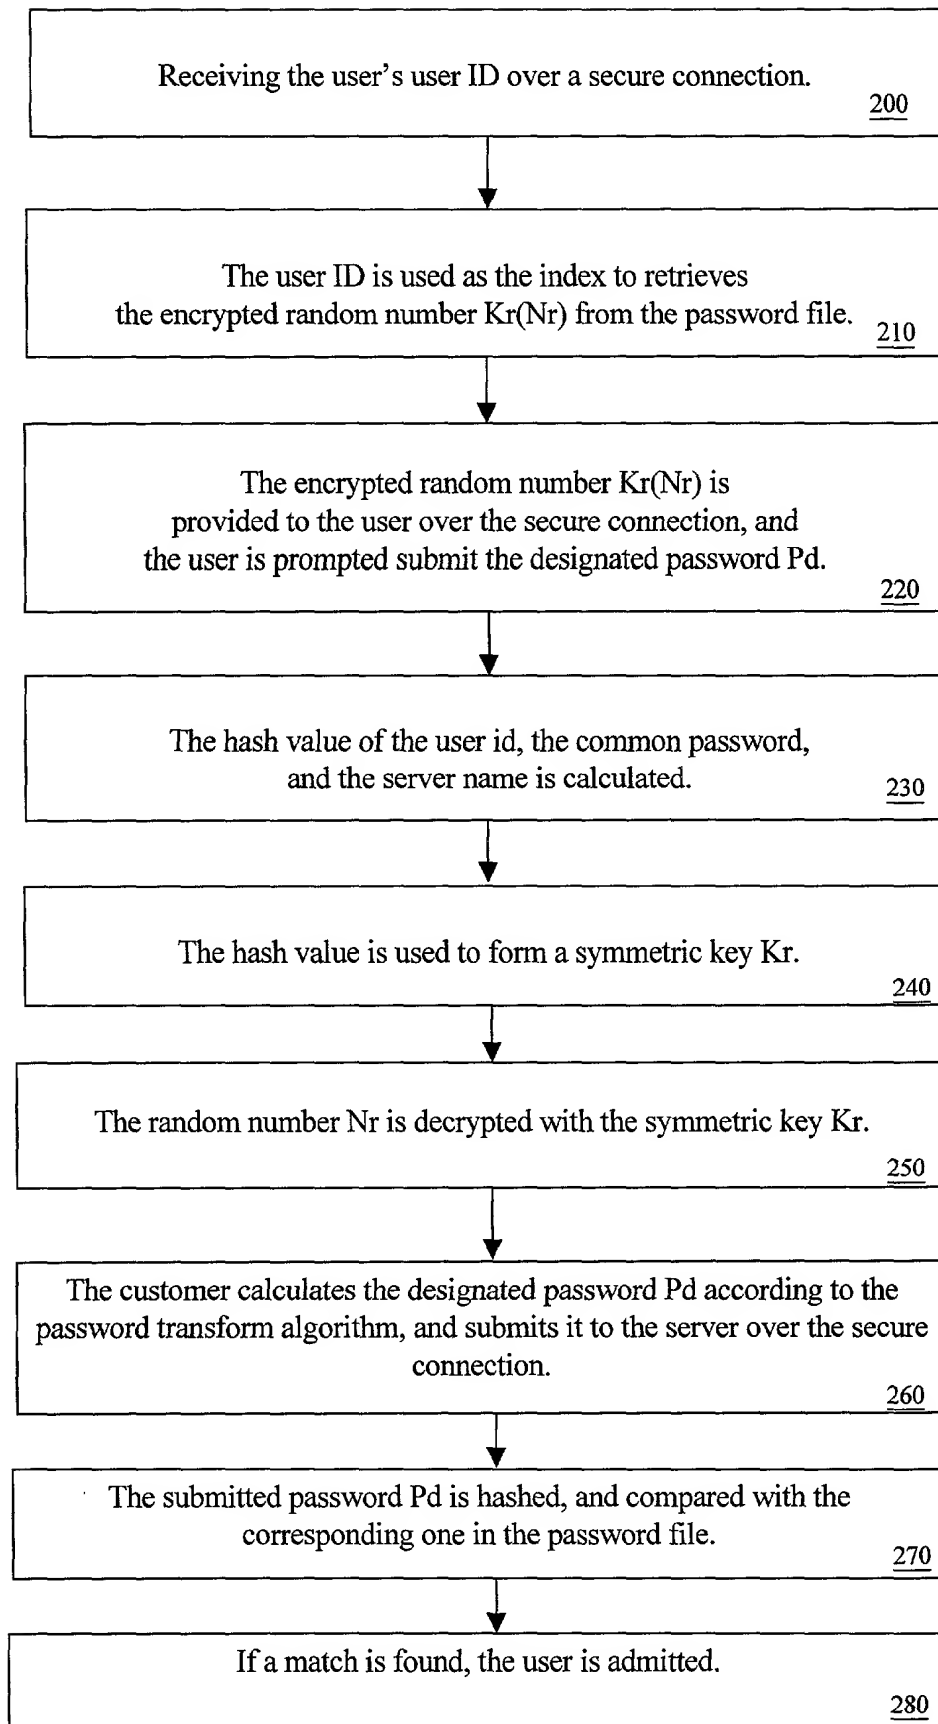 Receiving the user's user ID over a secure connection.
200
The user ID is used as the index to retrieves
the encrypted random number Kr(Nr) from the password file.
210
The encrypted random number Kr(Nr) is
provided to the user over the secure connection, and
the user is prompted submit the designated password Pd.
220
The hash value of the user id, the common password,
and the server name is calculated.
230
The hash value is used to form a symmetric key Kr.
240
The random number Nr is decrypted with the symmetric key Kr.
250
The customer calculates the designated password Pd according to the
password transform algorithm, and submits it to the server over the secure
connection.
260
The submitted password Pd is hashed, and compared with the
corresponding one in the password file.
270
If a match is found, the user is admitted.
280